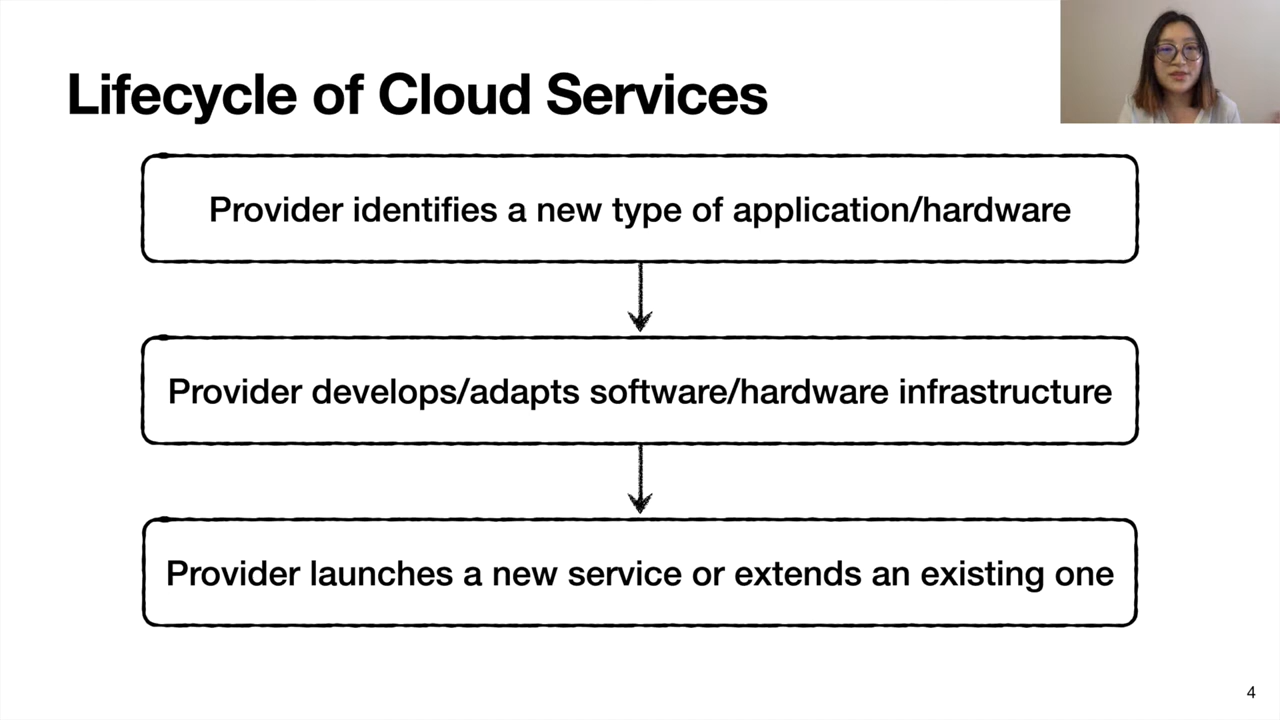 Lifecycle of Cloud Services
Provider identifies a new type of application/hardware
Provider develops/adapts software/hardware infrastructure
Provider launches a new service or extends an existing one
4